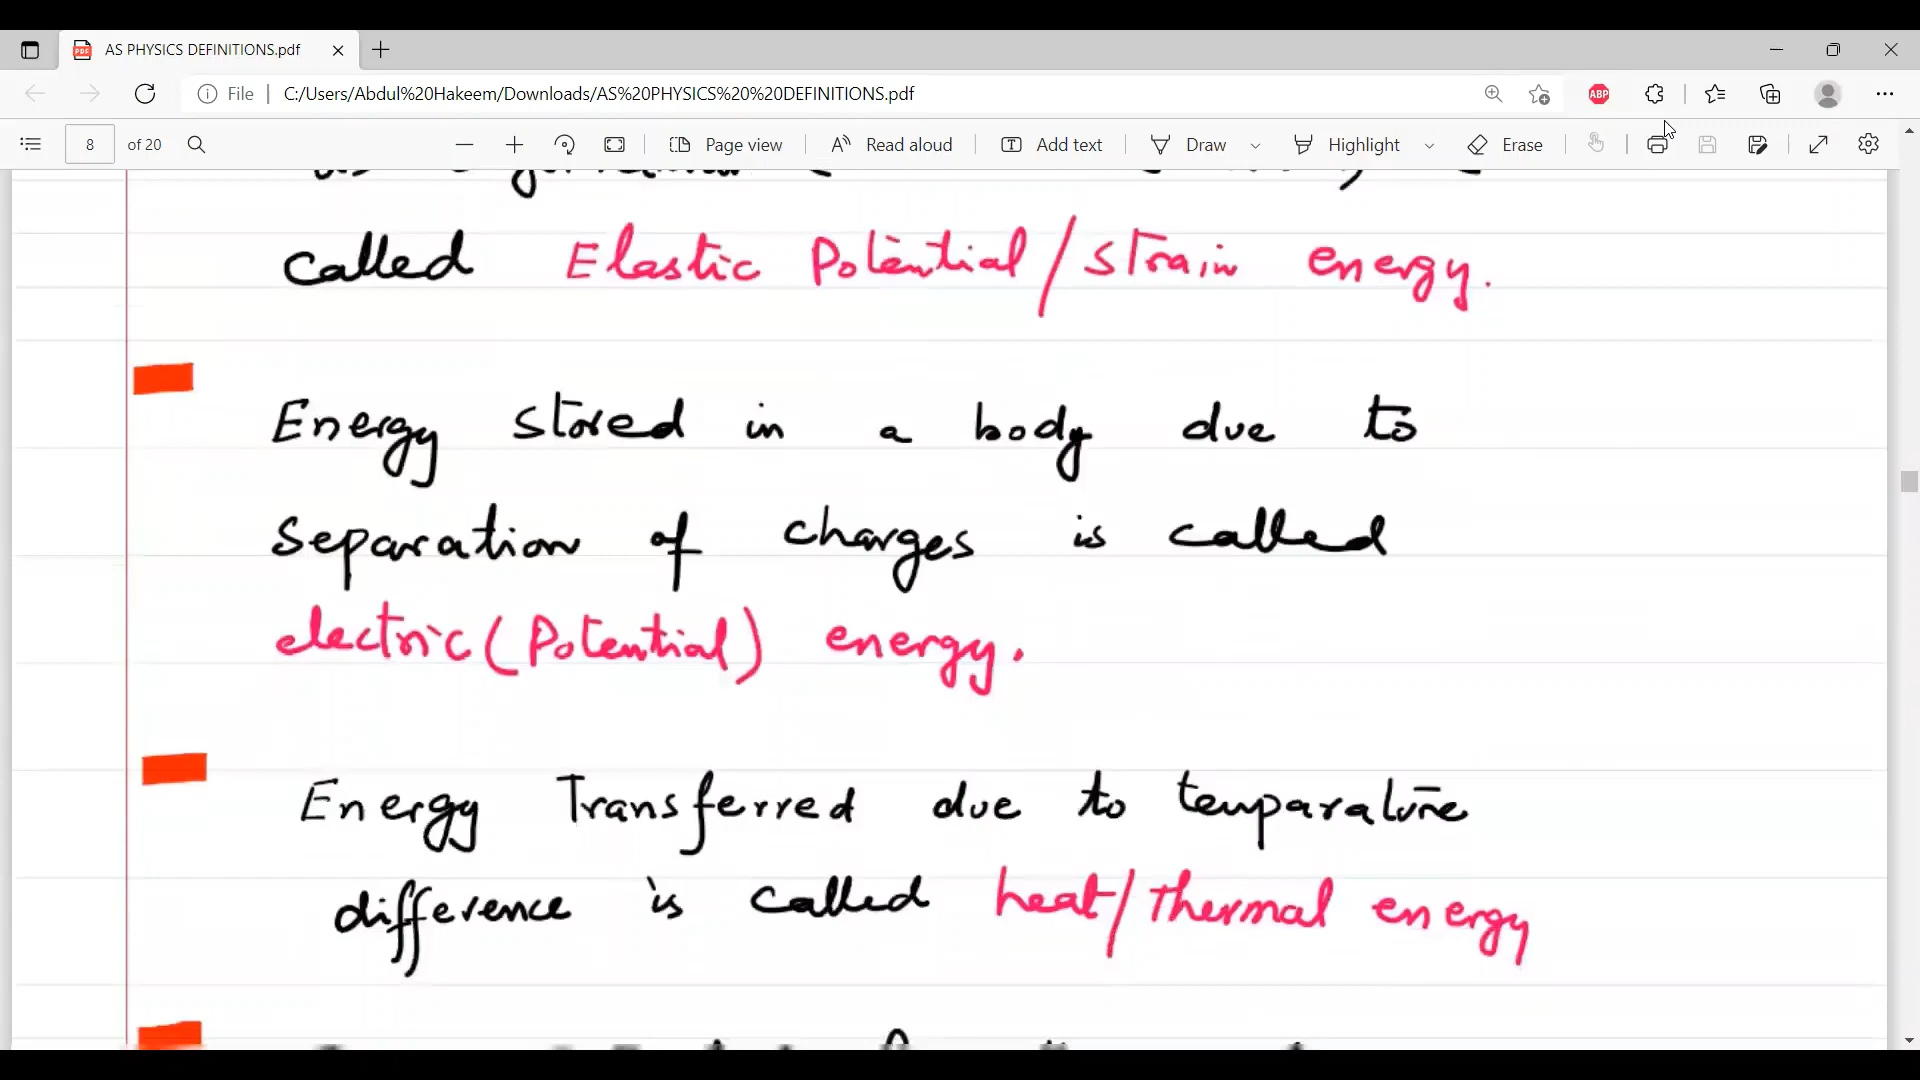 AS PHYSICS DEFINITIONS.pdf
File C:/Users/Abdul%20Hakeem/Downloads/AS%20PHYSICS%20%20DEFINITIONS.pdf
ABP
8 of 20 Page view Read aloud Add text Draw Highlight Erase
called Elastic Potential/strain energy.
Energy stored in a body due to
separation of charges is called
electric (Potential) energy.
Energy Transferred due to temparature
difference is called heat/Thermal energy